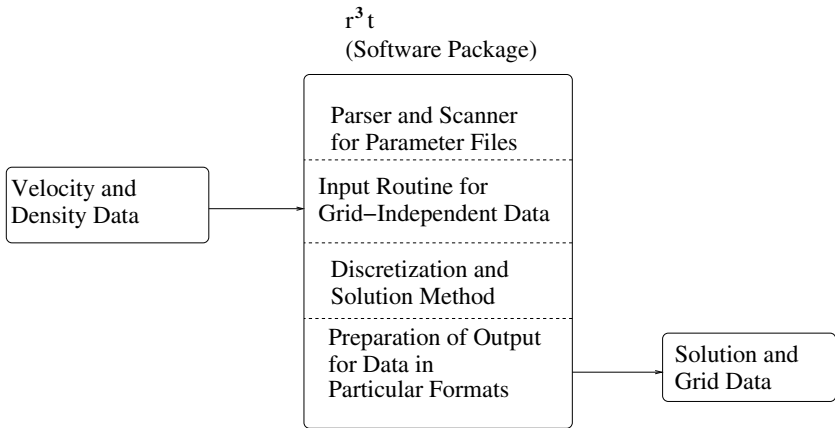 r³t
(Software Package)
Parser and Scanner
for Parameter Files
Velocity and
Density Data
Input Routine for
Grid−Independent Data
Discretization and
Solution Method
Preparation of Output
for Data in
Particular Formats
Solution and
Grid Data